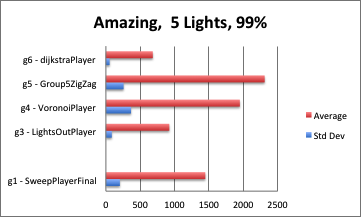 Amazing,  5 Lights, 99%
g6 - dijkstraPlayer
g5 - Group5ZigZag
g4 - VoronoiPlayer
g3 - LightsOutPlayer
g1 - SweepPlayerFinal
Average
Std Dev
0 500 1000 1500 2000 2500